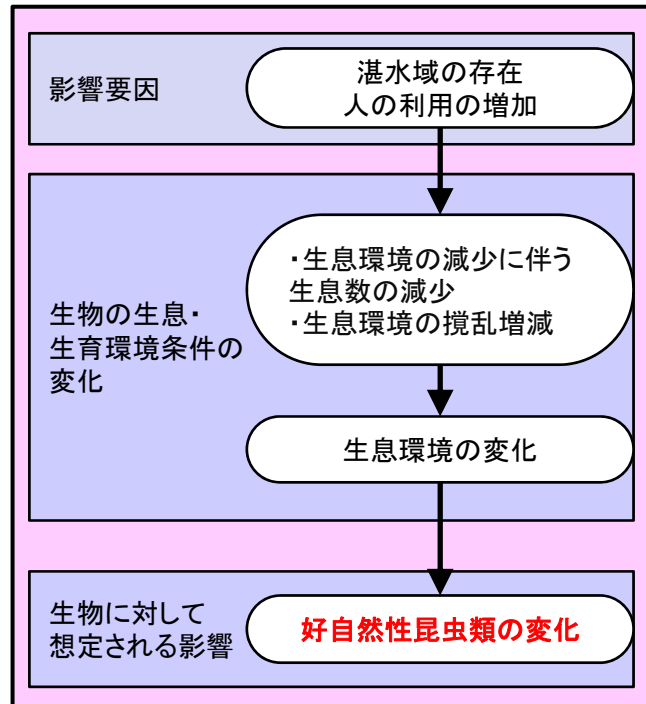 影響要因
湛水域の存在
人の利用の増加
生物の生息・
生育環境条件の
変化
・生息環境の減少に伴う
生息数の減少
・生息環境の撹乱増減
生息環境の変化
生物に対して
想定される影響
好自然性昆虫類の変化